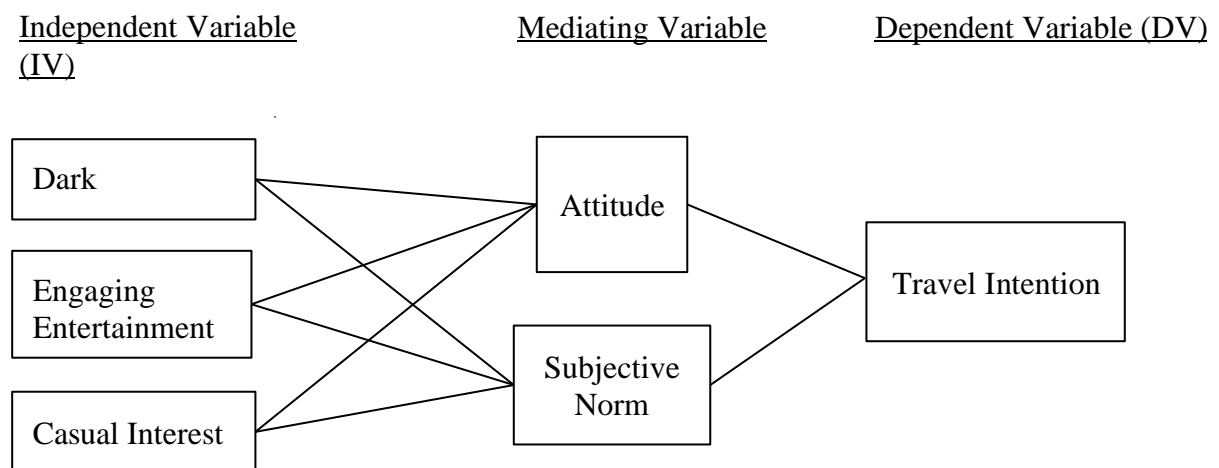 Independent Variable
(IV)
Mediating Variable
Dependent Variable (DV)
Dark
Engaging
Entertainment
Casual Interest
Attitude
Subjective
Norm
Travel Intention